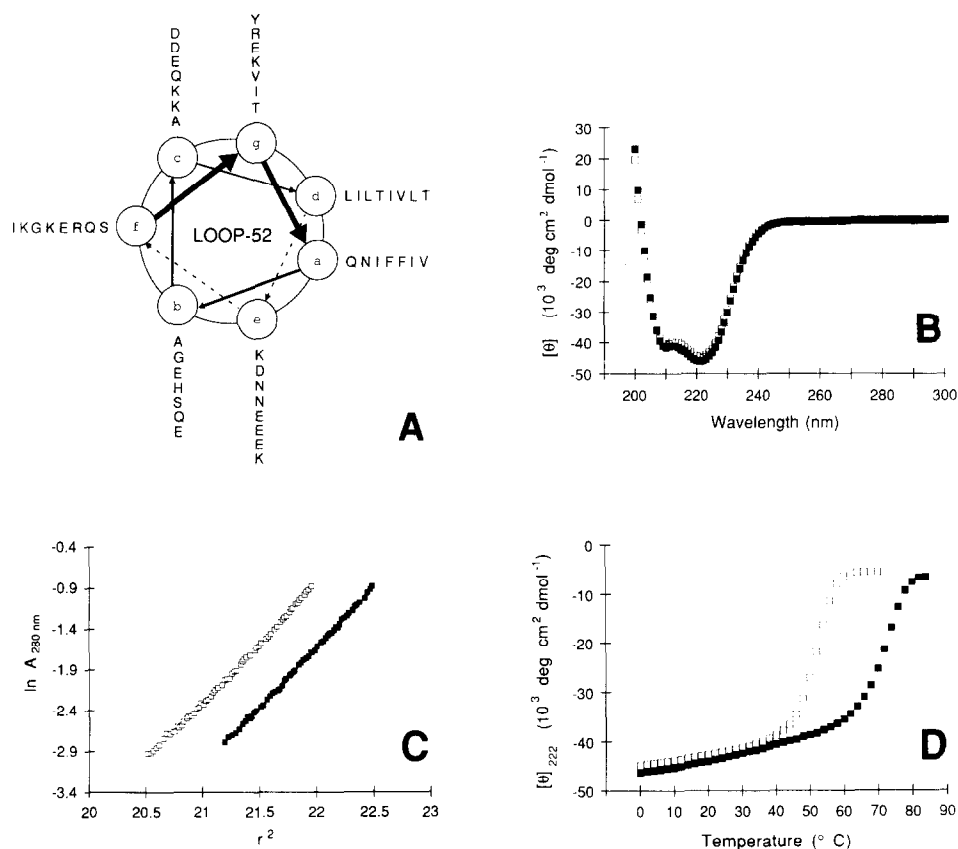 DDEQKKA
YREKVIT
c
g
d
LILTIVLT
IKGKERQS
f
LOOP-52
a
QNIFFIV
b
e
AGEHSQE
KDNNEEEK
A
[θ] (10³ deg cm² dmol⁻¹)
30
20
10
0
-10
-20
-30
-40
-50
200 220 240 260 280 300
Wavelength (nm)
B
ln A 280 nm
-0.4
-0.9
-1.4
-1.9
-2.4
-2.9
-3.4
20 20.5 21 21.5 22 22.5 23
r²
C
[θ]222 (10³ deg cm² dmol⁻¹)
0
-10
-20
-30
-40
-50
0 10 20 30 40 50 60 70 80 90
Temperature (° C)
D